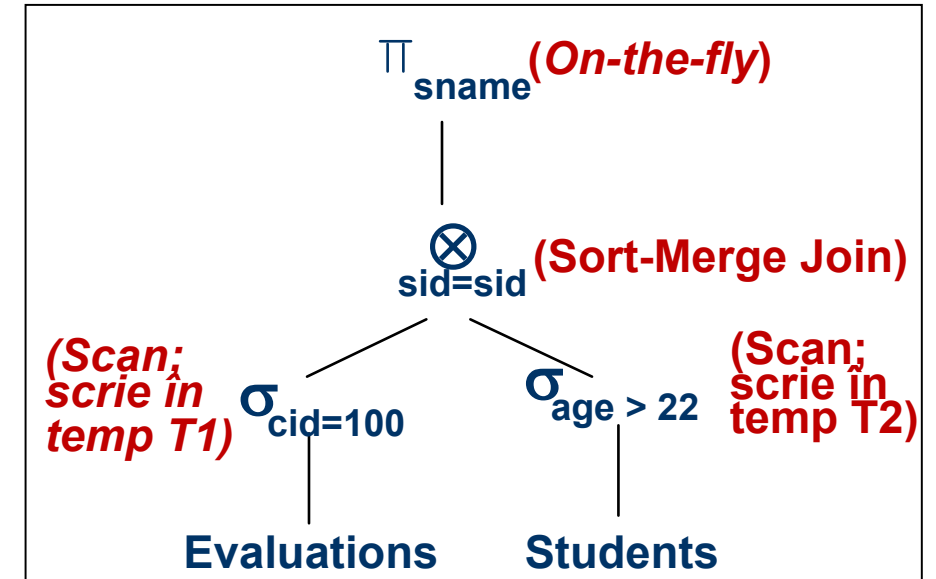 π sname (On-the-fly)
⊗ sid=sid (Sort-Merge Join)
(Scan; scrie în temp T1)
σ cid=100
σ age > 22
(Scan; scrie în temp T2)
Evaluations Students